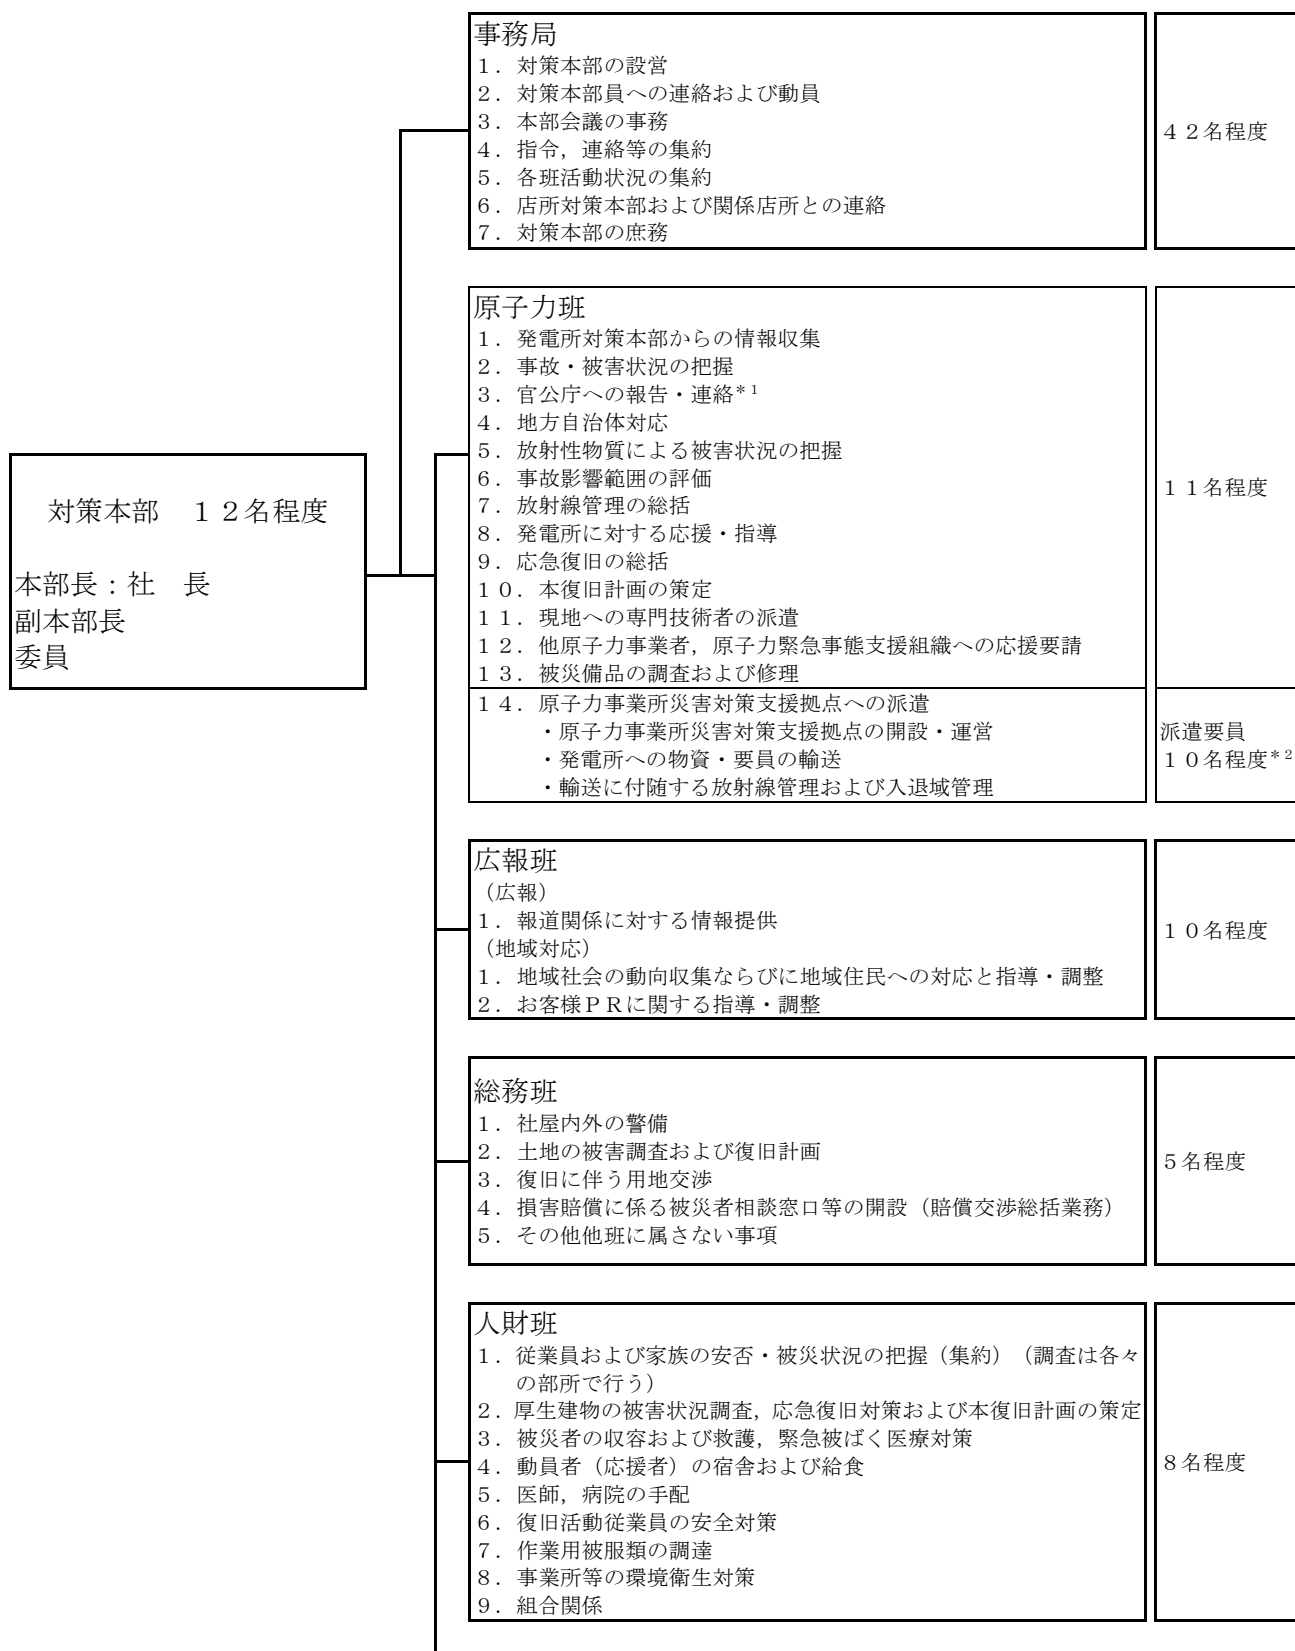 事務局
１．対策本部の設営
２．対策本部員への連絡および動員
３．本部会議の事務
４．指令，連絡等の集約
５．各班活動状況の集約
６．店所対策本部および関係店所との連絡
７．対策本部の庶務
４２名程度
原子力班
１．発電所対策本部からの情報収集
２．事故・被害状況の把握
３．官公庁への報告・連絡*1
４．地方自治体対応
５．放射性物質による被害状況の把握
６．事故影響範囲の評価
７．放射線管理の総括
８．発電所に対する応援・指導
９．応急復旧の総括
１０．本復旧計画の策定
１１．現地への専門技術者の派遣
１２．他原子力事業者，原子力緊急事態支援組織への応援要請
１３．被災備品の調査および修理
１１名程度
１４．原子力事業所災害対策支援拠点への派遣
・原子力事業所災害対策支援拠点の開設・運営
・発電所への物資・要員の輸送
・輸送に付随する放射線管理および入退域管理
派遣要員
１０名程度*2
対策本部　１２名程度
本部長：社　長
副本部長
委員
広報班
（広報）
１．報道関係に対する情報提供
（地域対応）
１．地域社会の動向収集ならびに地域住民への対応と指導・調整
２．お客様ＰＲに関する指導・調整
１０名程度
総務班
１．社屋内外の警備
２．土地の被害調査および復旧計画
３．復旧に伴う用地交渉
４．損害賠償に係る被災者相談窓口等の開設（賠償交渉総括業務）
５．その他他班に属さない事項
５名程度
人財班
１．従業員および家族の安否・被災状況の把握（集約）（調査は各々
の部所で行う）
２．厚生建物の被害状況調査，応急復旧対策および本復旧計画の策定
３．被災者の収容および救護，緊急被ばく医療対策
４．動員者（応援者）の宿舎および給食
５．医師，病院の手配
６．復旧活動従業員の安全対策
７．作業用被服類の調達
８．事業所等の環境衛生対策
９．組合関係
８名程度